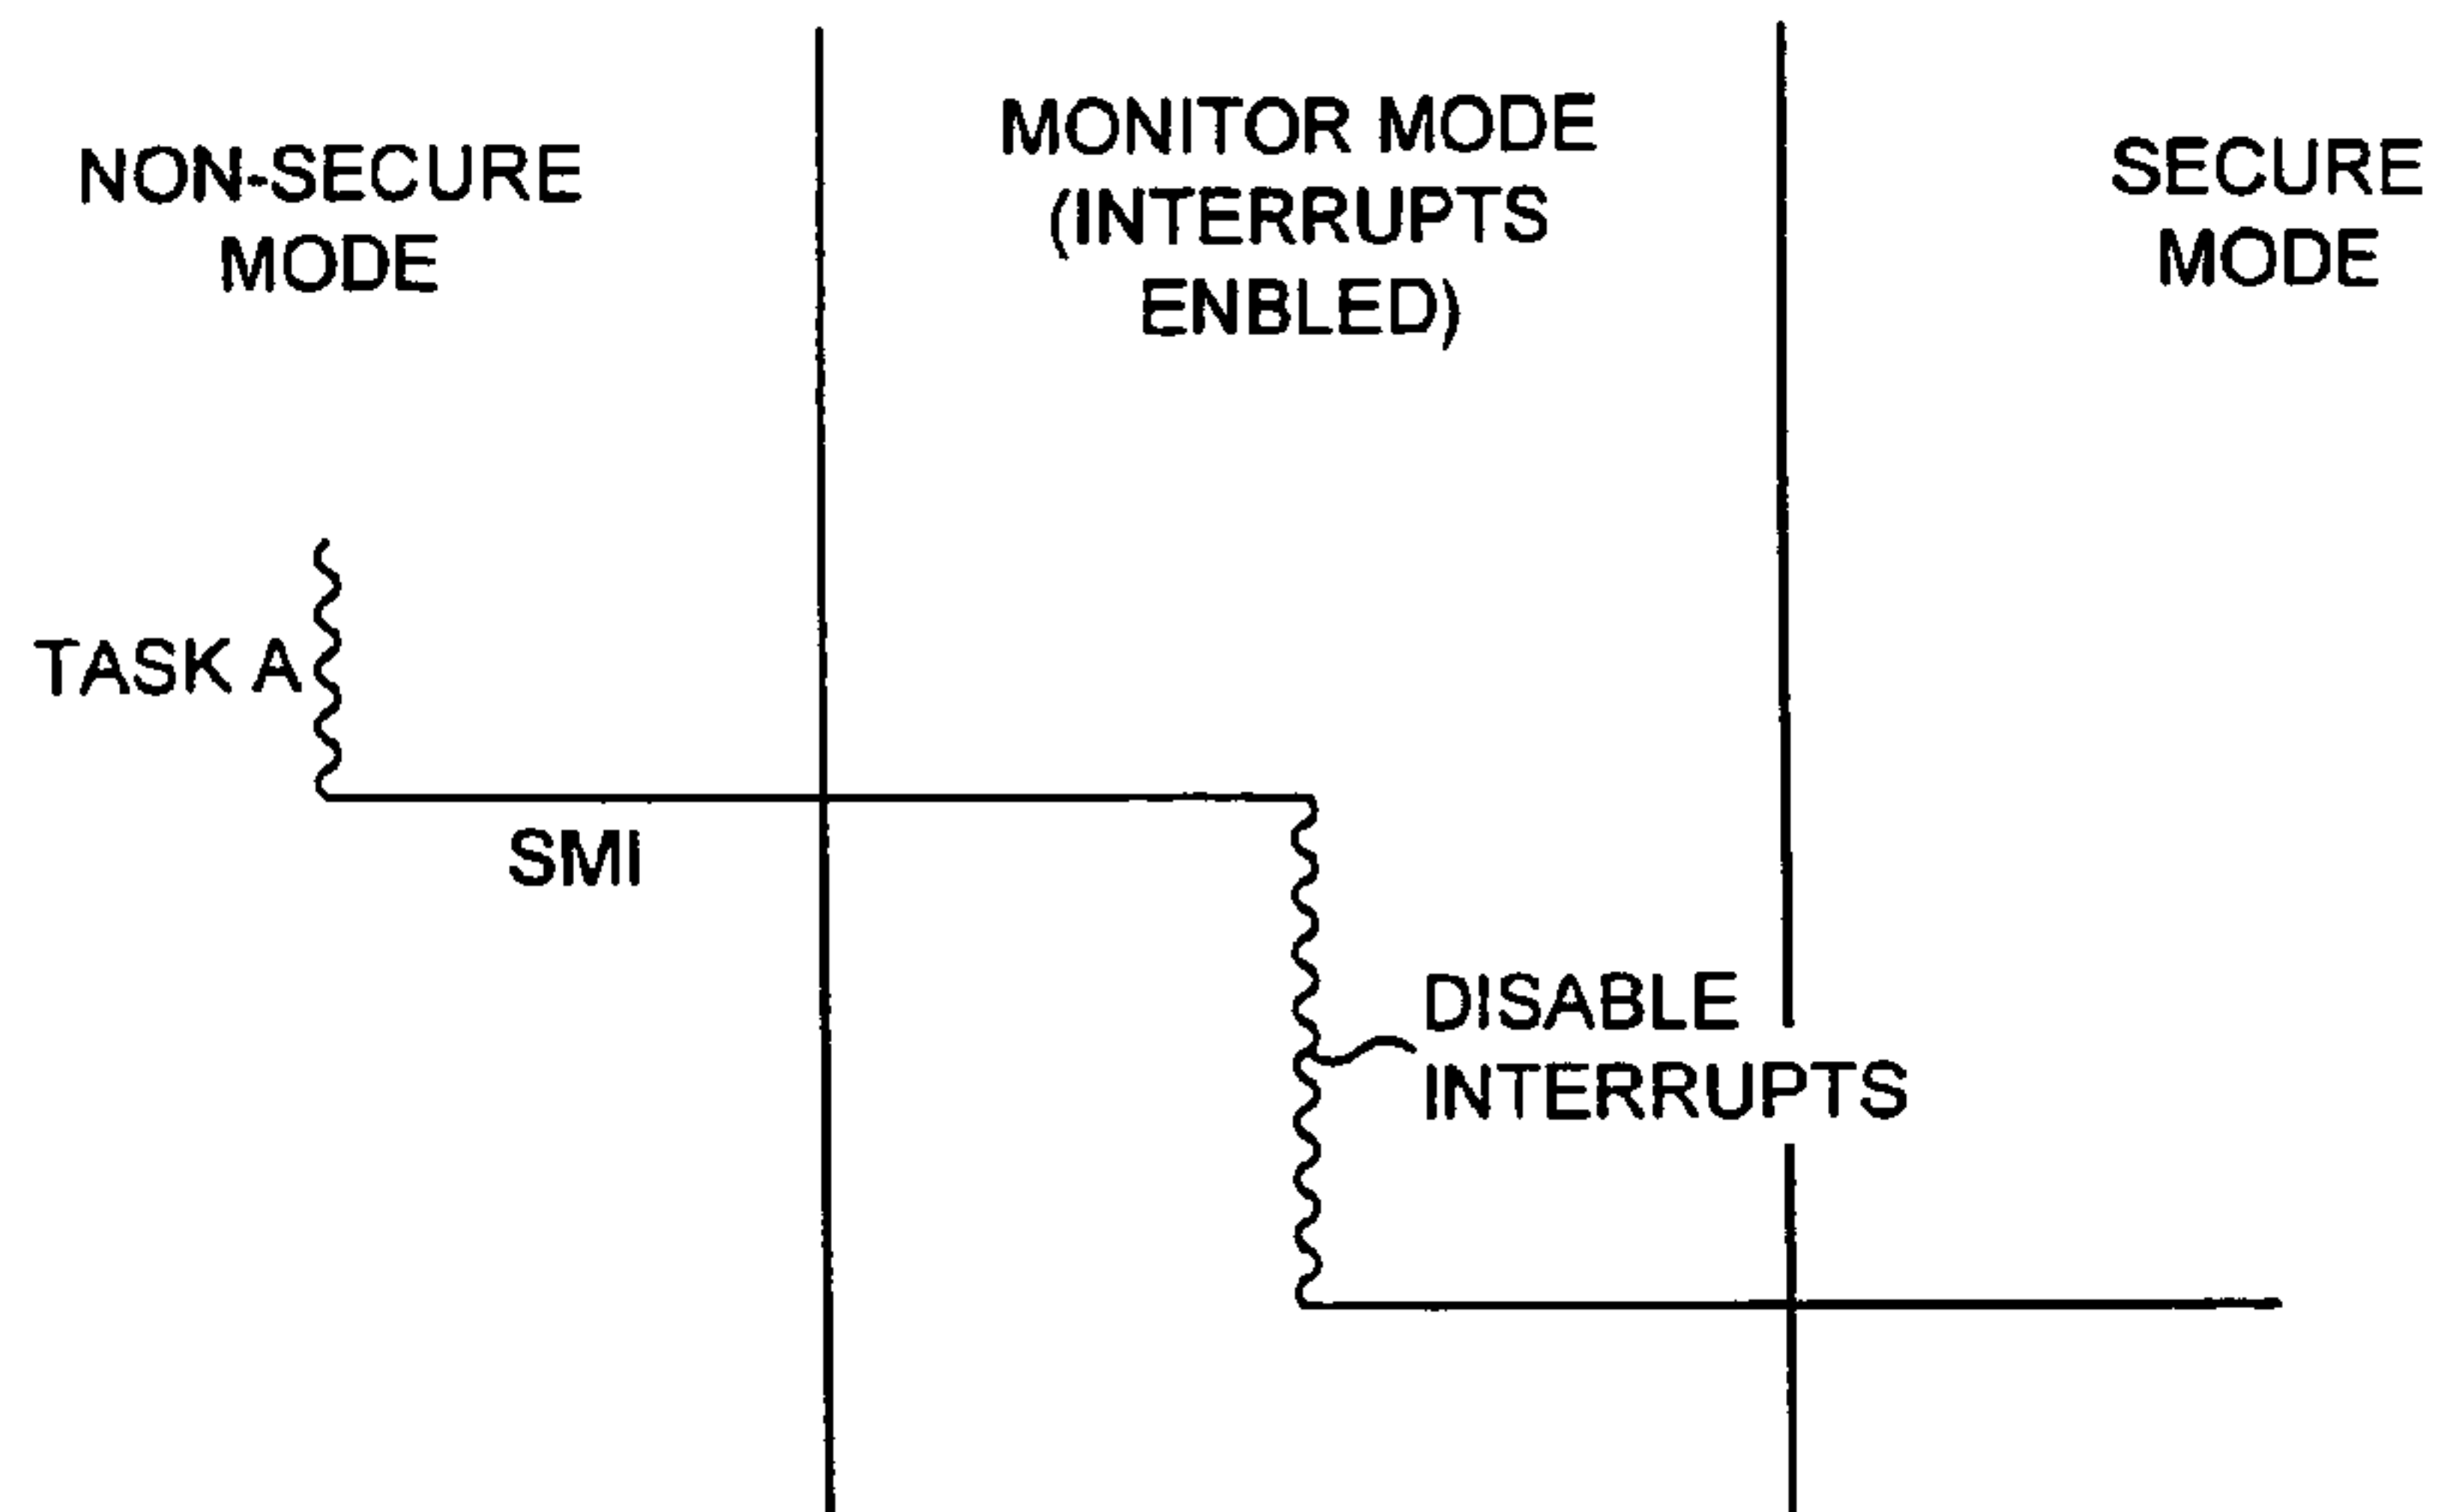 NON-SECURE
MODE
MONITOR MODE
(INTERRUPTS
ENBLED)
SECURE
MODE
TASK A
SMI
DISABLE
INTERRUPTS